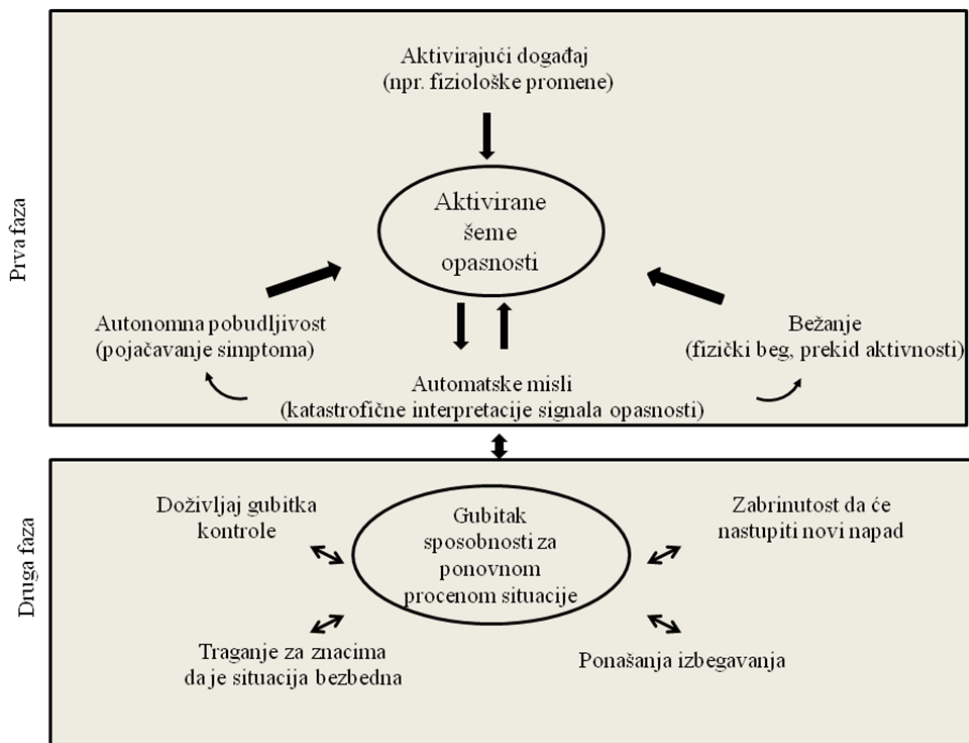 Prva faza
Aktivirajući događaj
(npr. fiziološke promene)
Aktivirane
šeme
opasnosti
Autonomna pobudljivost
(pojačavanje simptoma)
Bežanje
(fizički beg, prekid aktivnosti)
Automatske misli
(katastrofične interpretacije signala opasnosti)
Druga faza
Doživljaj gubitka
kontrole
Gubitak
sposobnosti za
ponovnom
procenom situacije
Zabrinutost da će
nastupiti novi napad
Traganje za znacima
da je situacija bezbedna
Ponašanja izbegavanja